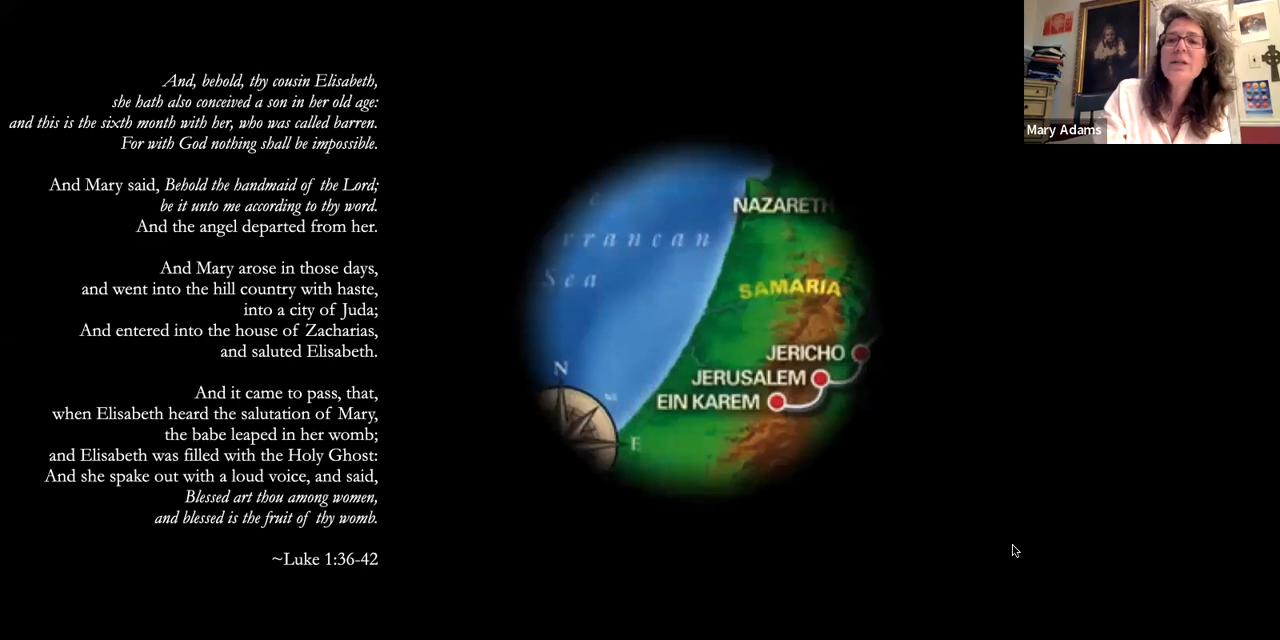 And, behold, thy cousin Elisabeth,
she hath also conceived a son in her old age:
and this is the sixth month with her, who was called barren.
For with God nothing shall be impossible.
And Mary said, Behold the handmaid of the Lord;
be it unto me according to thy word.
And the angel departed from her.
And Mary arose in those days,
and went into the hill country with haste,
into a city of Juda;
And entered into the house of Zacharias,
and saluted Elisabeth.
And it came to pass, that,
when Elisabeth heard the salutation of Mary,
the babe leaped in her womb;
and Elisabeth was filled with the Holy Ghost:
And she spake out with a loud voice, and said,
Blessed art thou among women,
and blessed is the fruit of thy womb.
~Luke 1:36-42
NAZARETH
rranean
Sea
SAMARIA
JERICHO
JERUSALEM
EIN KAREM
N
E
Mary Adams